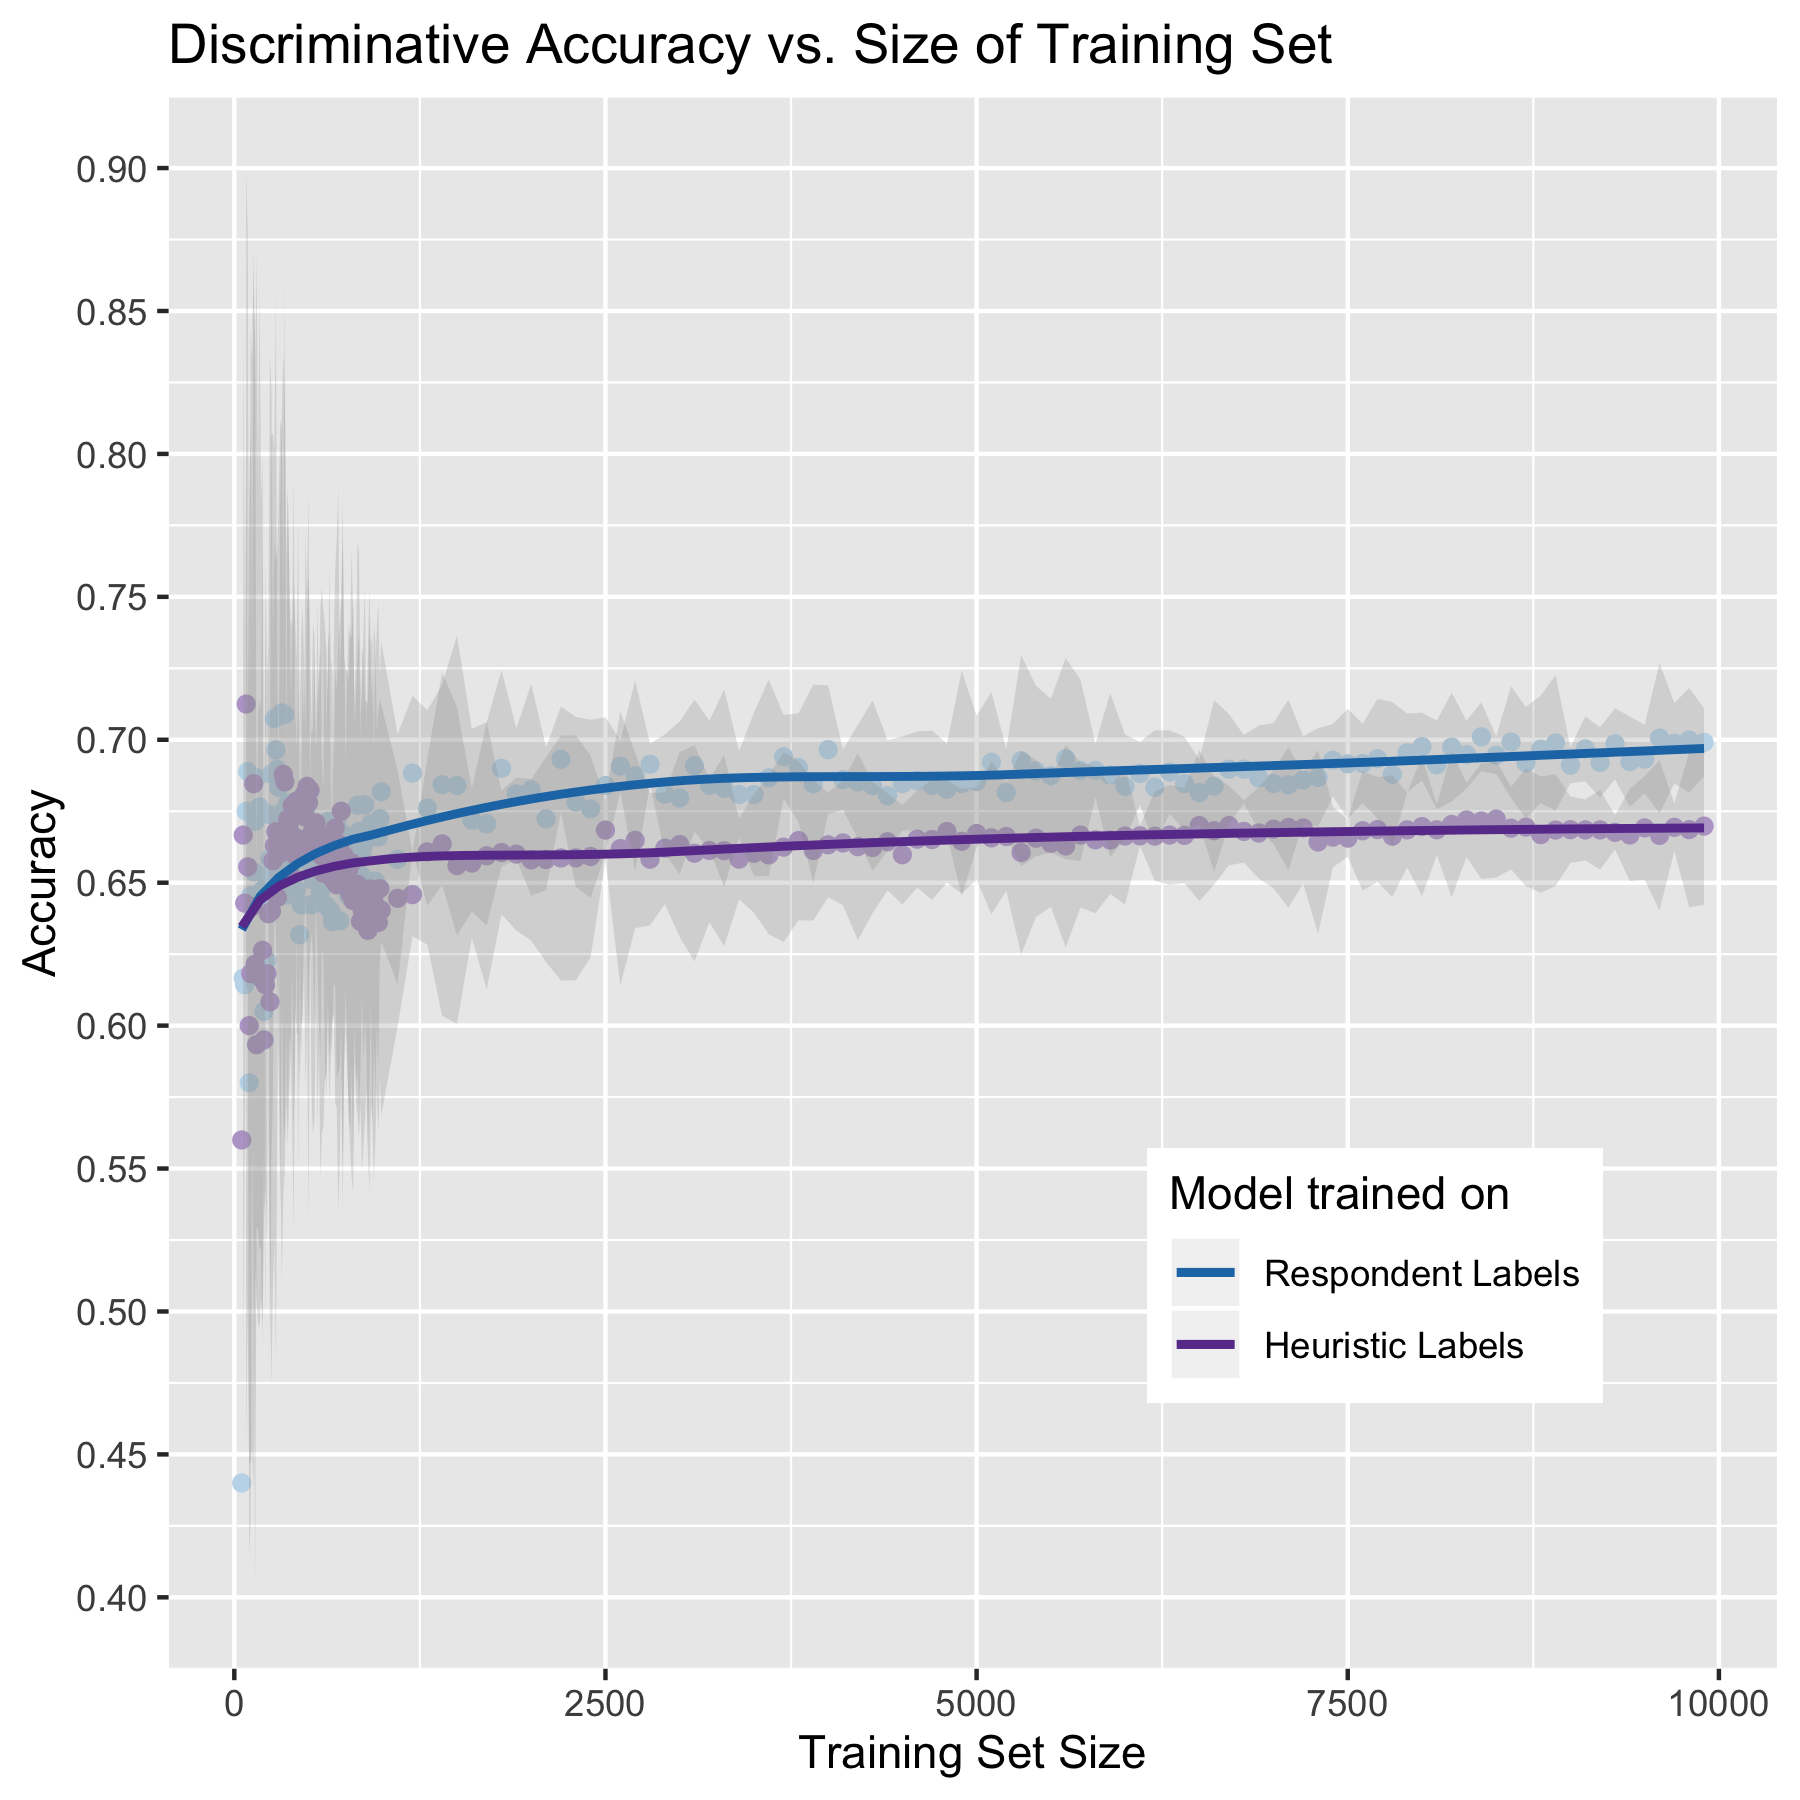 Discriminative Accuracy vs. Size of Training Set
0.90
0.85
0.80
0.75
0.70
0.65
0.60
0.55
0.50
0.45
0.40
Accuracy
Model trained on
Respondent Labels
Heuristic Labels
0 2500 5000 7500 10000
Training Set Size